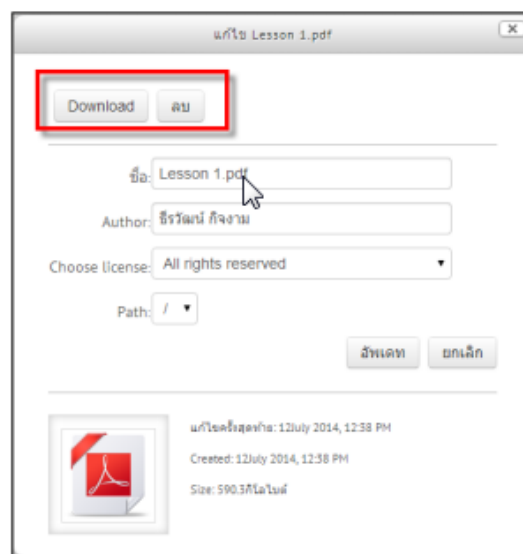 แก้ไข Lesson 1.pdf
Download ลบ
ชื่อ: Lesson 1.pdf
Author: ธีรวัฒน์ กิจงาม
Choose license: All rights reserved
Path: /
อัพเดท ยกเลิก
แก้ไขครั้งสุดท้าย: 12July 2014, 12:38 PM
Created: 12July 2014, 12:38 PM
Size: 590.3กิโลไบต์